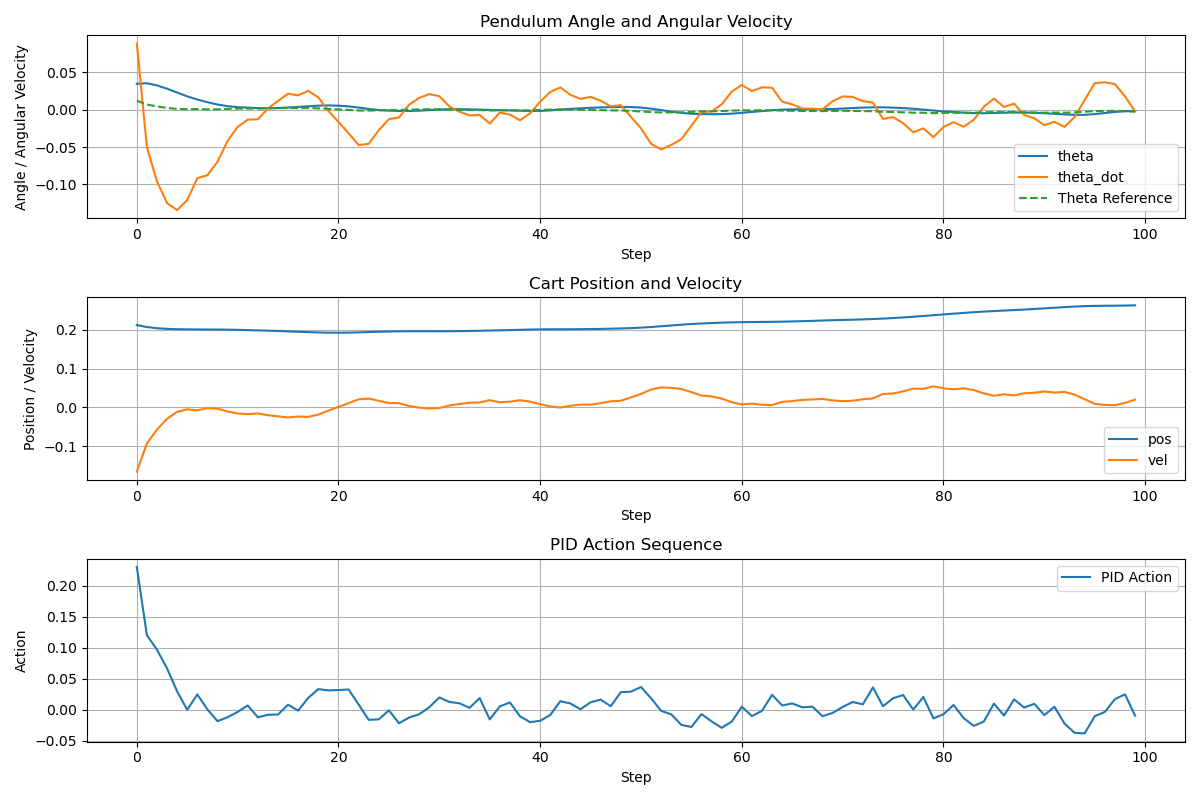 Pendulum Angle and Angular Velocity
Angle / Angular Velocity
0.05
0.00
−0.05
−0.10
theta
theta_dot
Theta Reference
0 20 40 60 80 100
Step
Cart Position and Velocity
Position / Velocity
0.2
0.1
0.0
−0.1
pos
vel
0 20 40 60 80 100
Step
PID Action Sequence
Action
0.20
0.15
0.10
0.05
0.00
−0.05
PID Action
0 20 40 60 80 100
Step